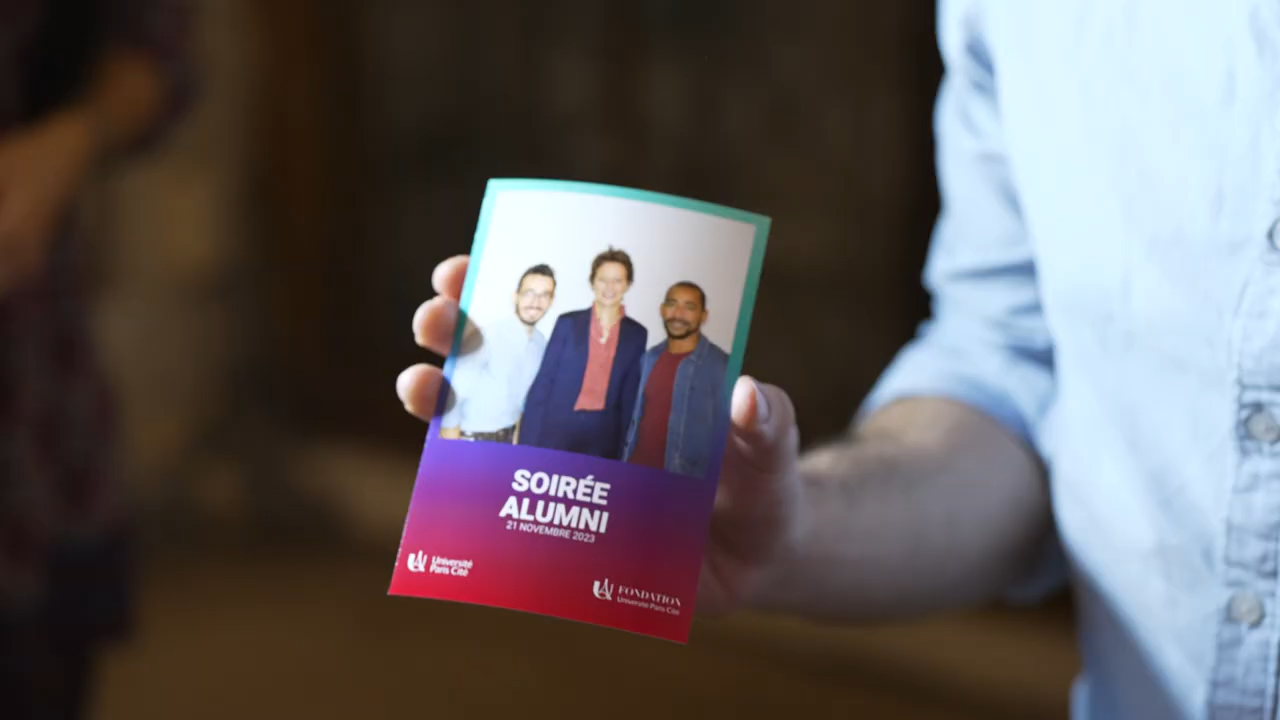 SOIRÉE
ALUMNI
21 NOVEMBRE 2023
Université
Paris Cité
FONDATION
Université Paris Cité